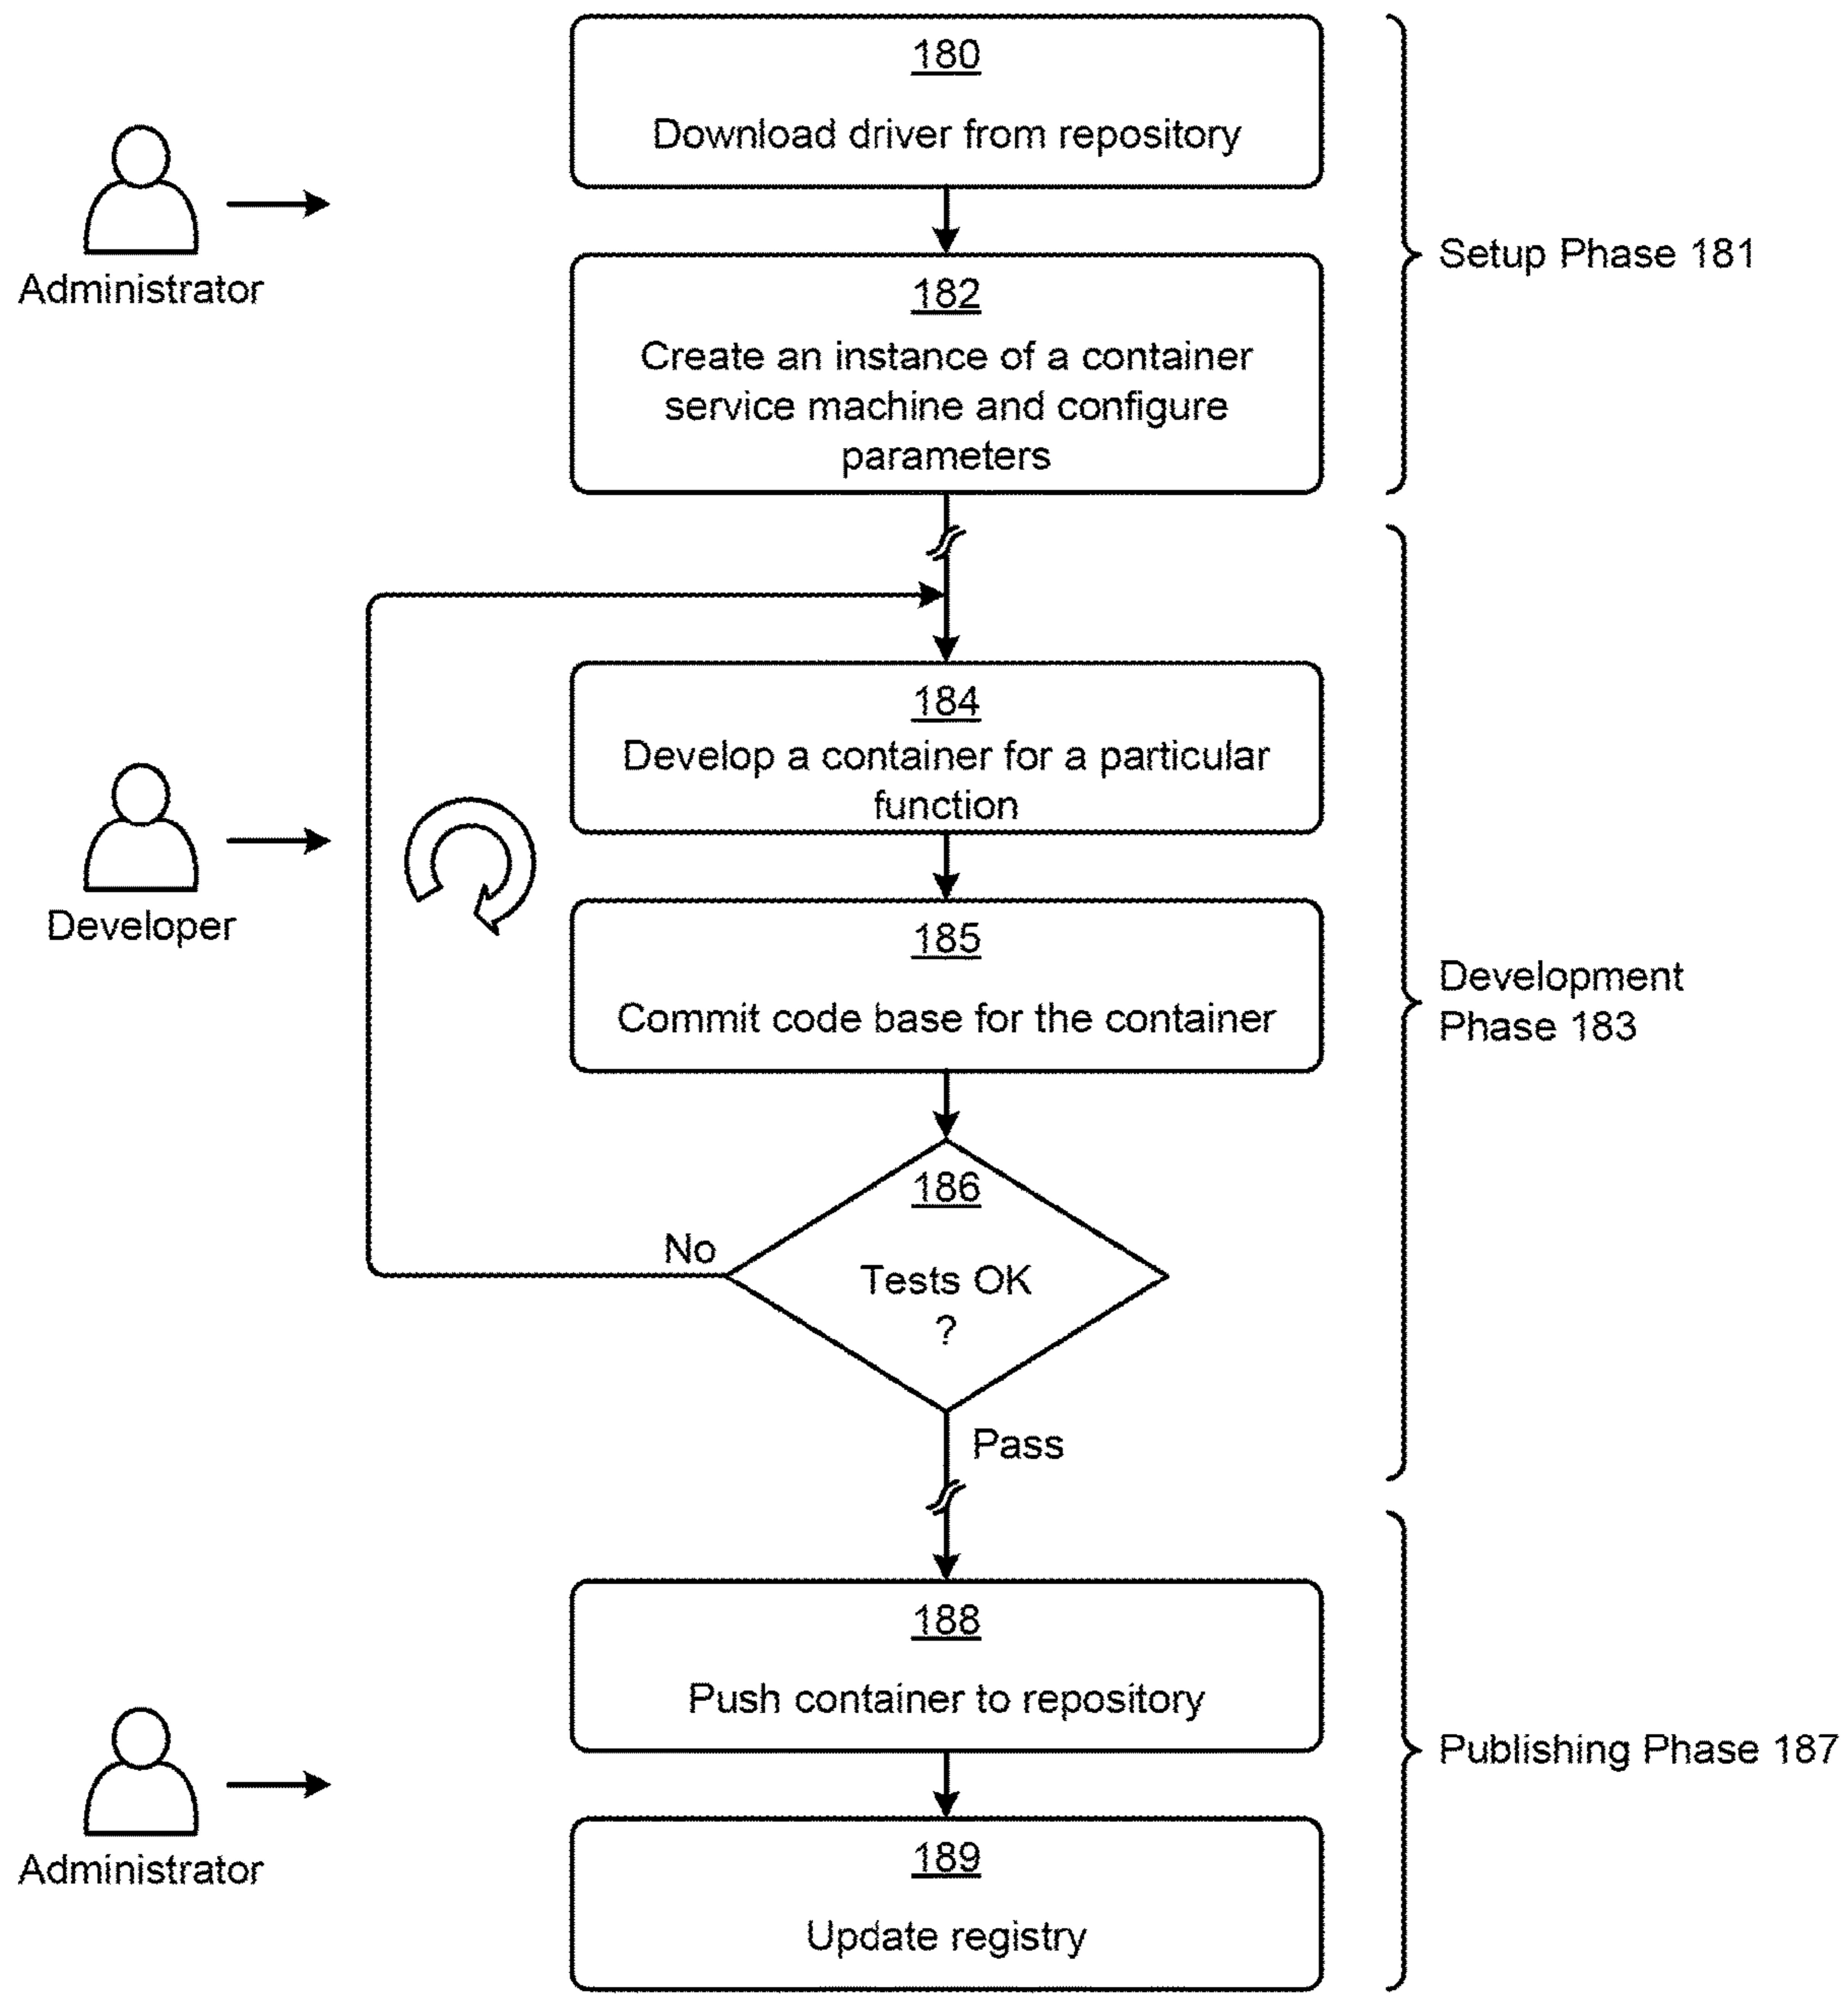 180
Download driver from repository
Administrator
Setup Phase 181
182
Create an instance of a container
service machine and configure
parameters
184
Develop a container for a particular
function
Developer
185
Commit code base for the container
Development
Phase 183
186
No
Tests OK
?
Pass
188
Push container to repository
Publishing Phase 187
Administrator
189
Update registry